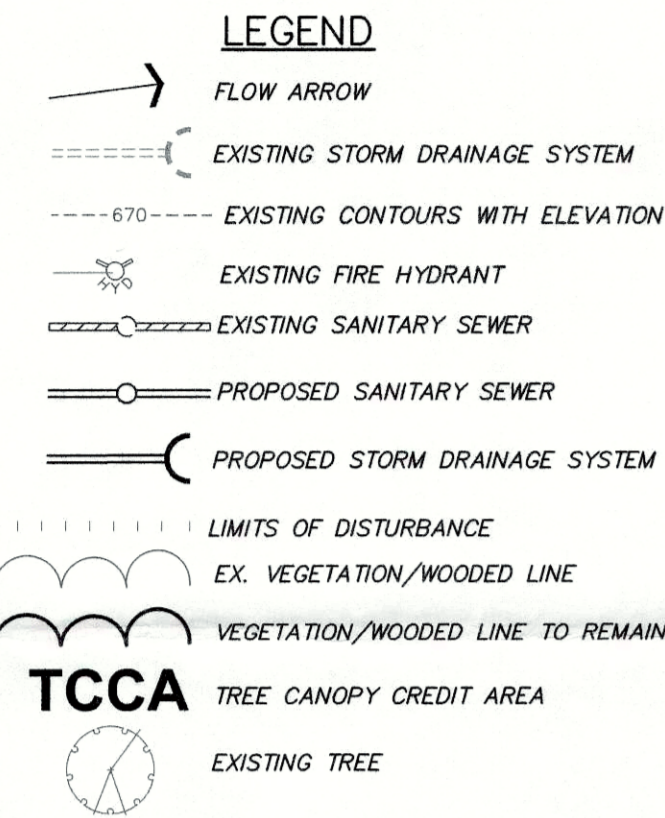 LEGEND
FLOW ARROW
EXISTING STORM DRAINAGE SYSTEM
----670---- EXISTING CONTOURS WITH ELEVATION
HYD EXISTING FIRE HYDRANT
EXISTING SANITARY SEWER
PROPOSED SANITARY SEWER
PROPOSED STORM DRAINAGE SYSTEM
LIMITS OF DISTURBANCE
EX. VEGETATION/WOODED LINE
VEGETATION/WOODED LINE TO REMAIN
TCCA TREE CANOPY CREDIT AREA
EXISTING TREE